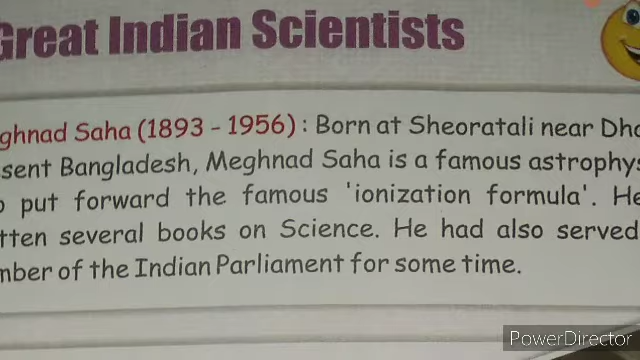 Great Indian Scientists
ghnad Saha (1893 - 1956) : Born at Sheoratali near Dha
sent Bangladesh, Meghnad Saha is a famous astrophys
o put forward the famous 'ionization formula'. He
tten several books on Science. He had also served
mber of the Indian Parliament for some time.
PowerDirector